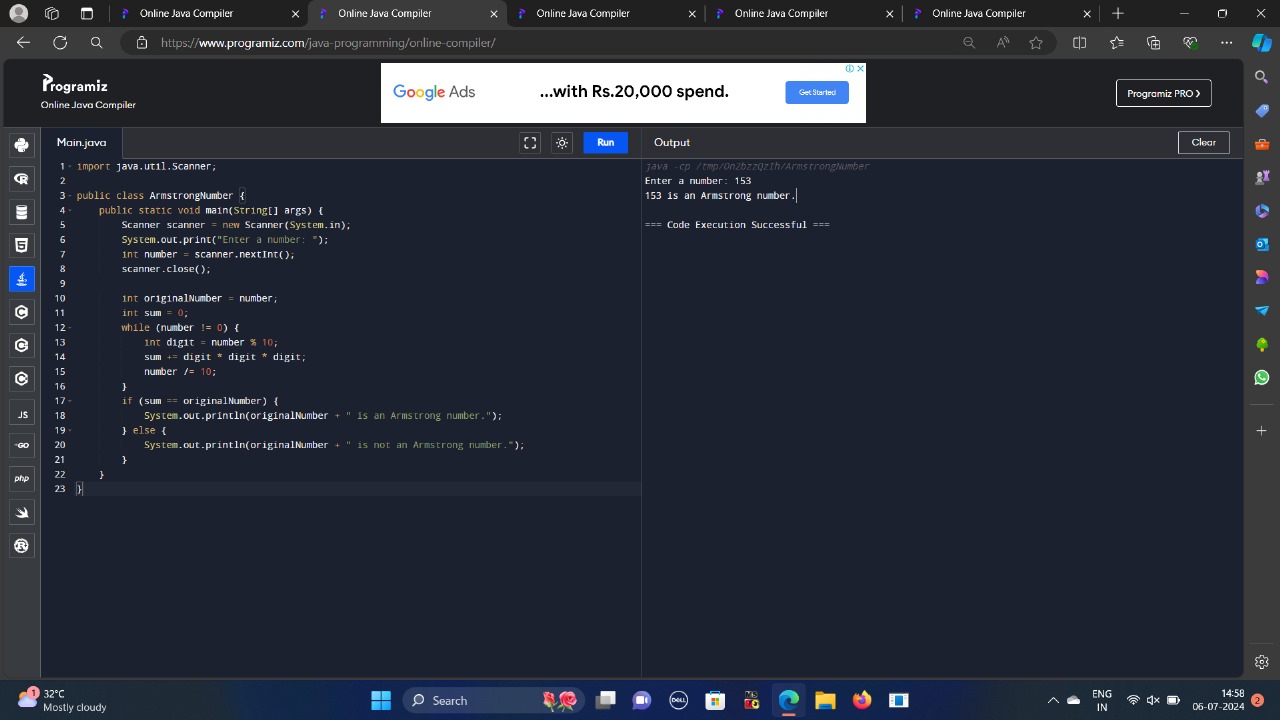 Online Java Compiler
Online Java Compiler
Online Java Compiler
Online Java Compiler
Online Java Compiler
https://www.programiz.com/java-programming/online-compiler/
Programiz
Online Java Compiler
Google Ads
...with Rs.20,000 spend.
Get Started
Programiz PRO
Main.java
Run
Output
Clear
1 import java.util.Scanner;
2
3 public class ArmstrongNumber {
4 public static void main(String[] args) {
5 Scanner scanner = new Scanner(System.in);
6 System.out.print("Enter a number: ");
7 int number = scanner.nextInt();
8 scanner.close();
9
10 int originalNumber = number;
11 int sum = 0;
12 while (number != 0) {
13 int digit = number % 10;
14 sum += digit * digit * digit;
15 number /= 10;
16 }
17 if (sum == originalNumber) {
18 System.out.println(originalNumber + " is an Armstrong number.");
19 } else {
20 System.out.println(originalNumber + " is not an Armstrong number.");
21 }
22 }
23 }
Enter a number: 153
153 is an Armstrong number.
=== Code Execution Successful ===
JS
GO
php
1
32°C
Mostly cloudy
Search
DELL
ENG
IN
14:58
06-07-2024
2